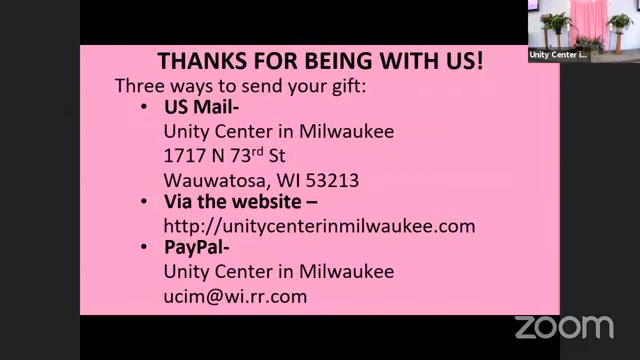 THANKS FOR BEING WITH US!
Three ways to send your gift:
• US Mail-
Unity Center in Milwaukee
1717 N 73rd St
Wauwatosa, WI 53213
• Via the website –
http://unitycenterinmilwaukee.com
• PayPal-
Unity Center in Milwaukee
ucim@wi.rr.com
Unity Center i...
zoom